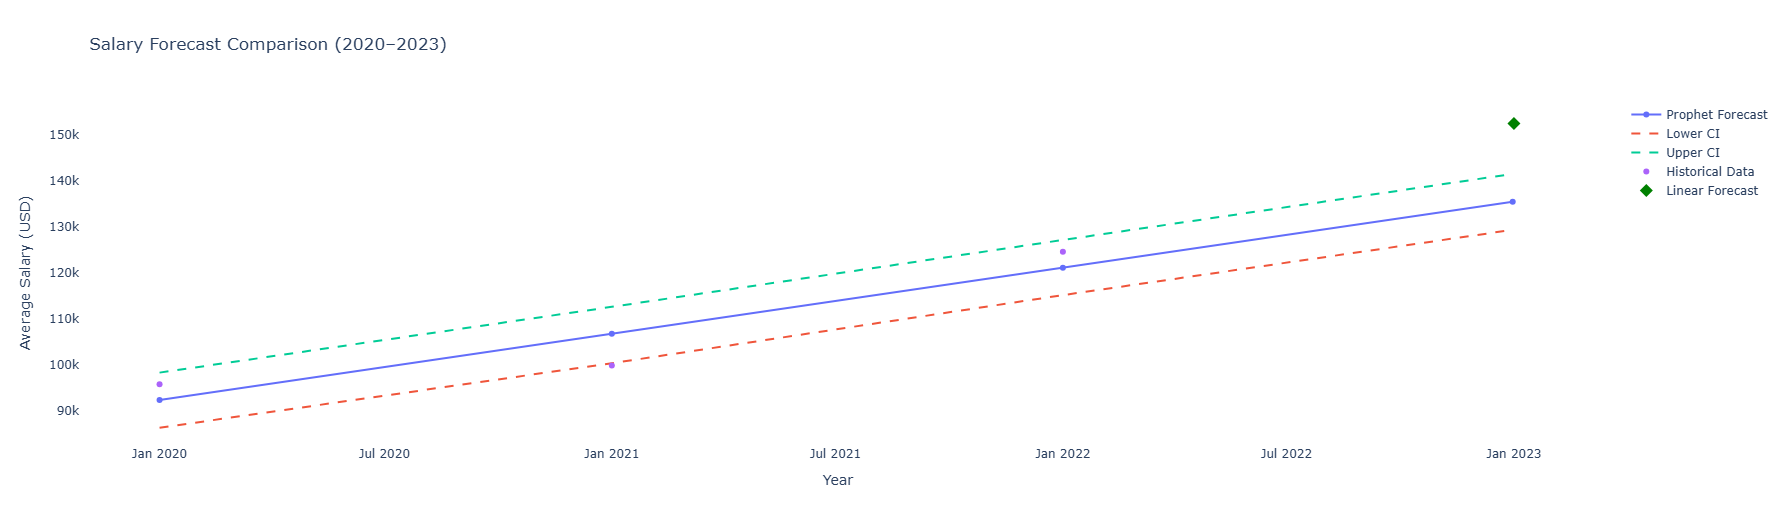 Salary Forecast Comparison (2020–2023)
150k
140k
130k
120k
110k
100k
90k
Average Salary (USD)
Jan 2020
Jul 2020
Jan 2021
Jul 2021
Jan 2022
Jul 2022
Jan 2023
Year
Prophet Forecast
Lower CI
Upper CI
Historical Data
Linear Forecast